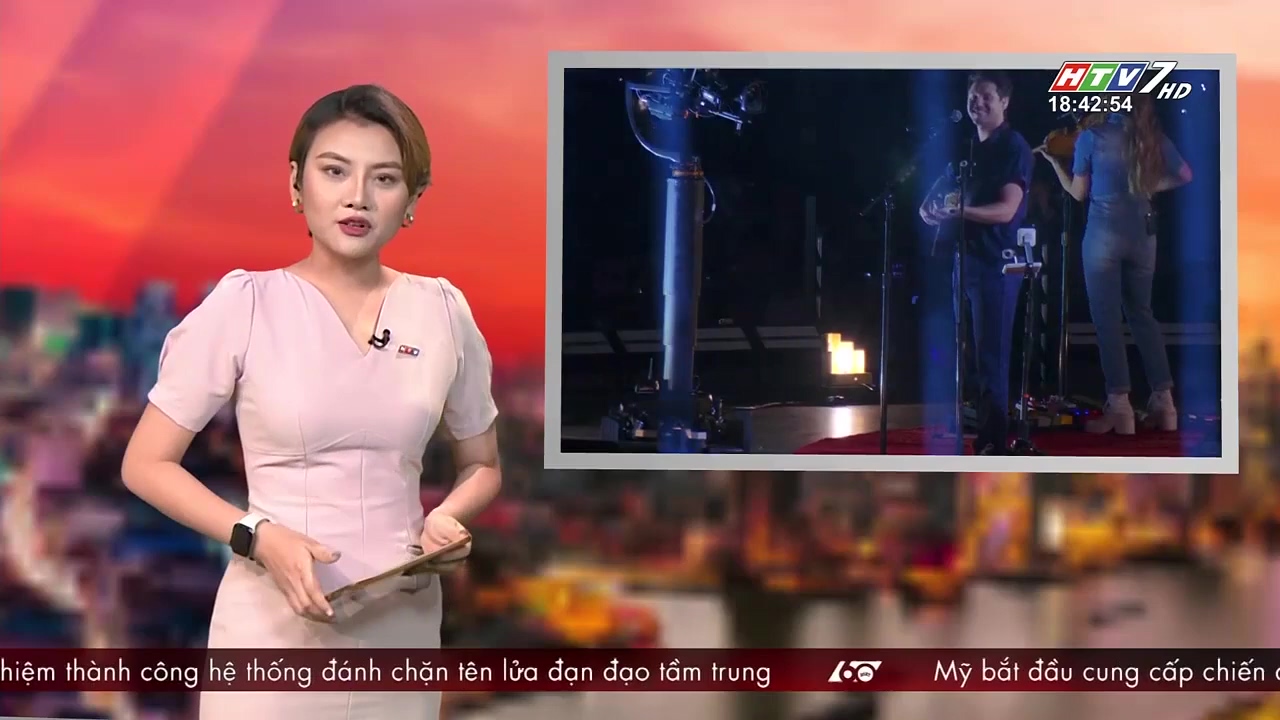 HTV7 HD
18:42:54
hiệm thành công hệ thống đánh chặn tên lửa đạn đạo tầm trung 60 Mỹ bắt đầu cung cấp chiến